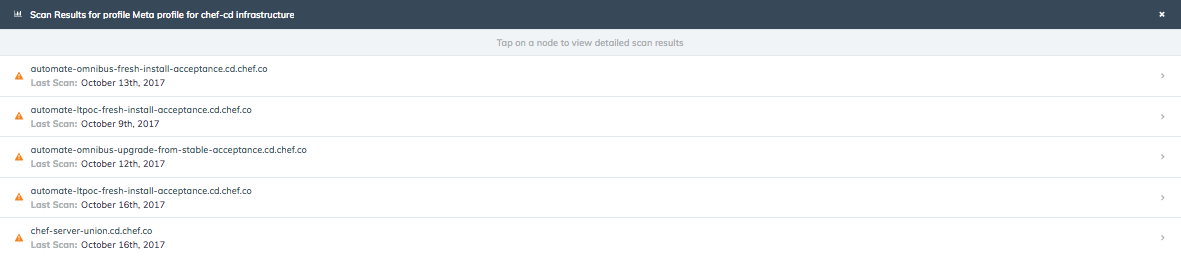 Scan Results for profile Meta profile for chef-cd infrastructure
Tap on a node to view detailed scan results
automate-omnibus-fresh-install-acceptance.cd.chef.co
Last Scan: October 13th, 2017
automate-ltpoc-fresh-install-acceptance.cd.chef.co
Last Scan: October 9th, 2017
automate-omnibus-upgrade-from-stable-acceptance.cd.chef.co
Last Scan: October 12th, 2017
automate-ltpoc-fresh-install-acceptance.cd.chef.co
Last Scan: October 16th, 2017
chef-server-union.cd.chef.co
Last Scan: October 16th, 2017